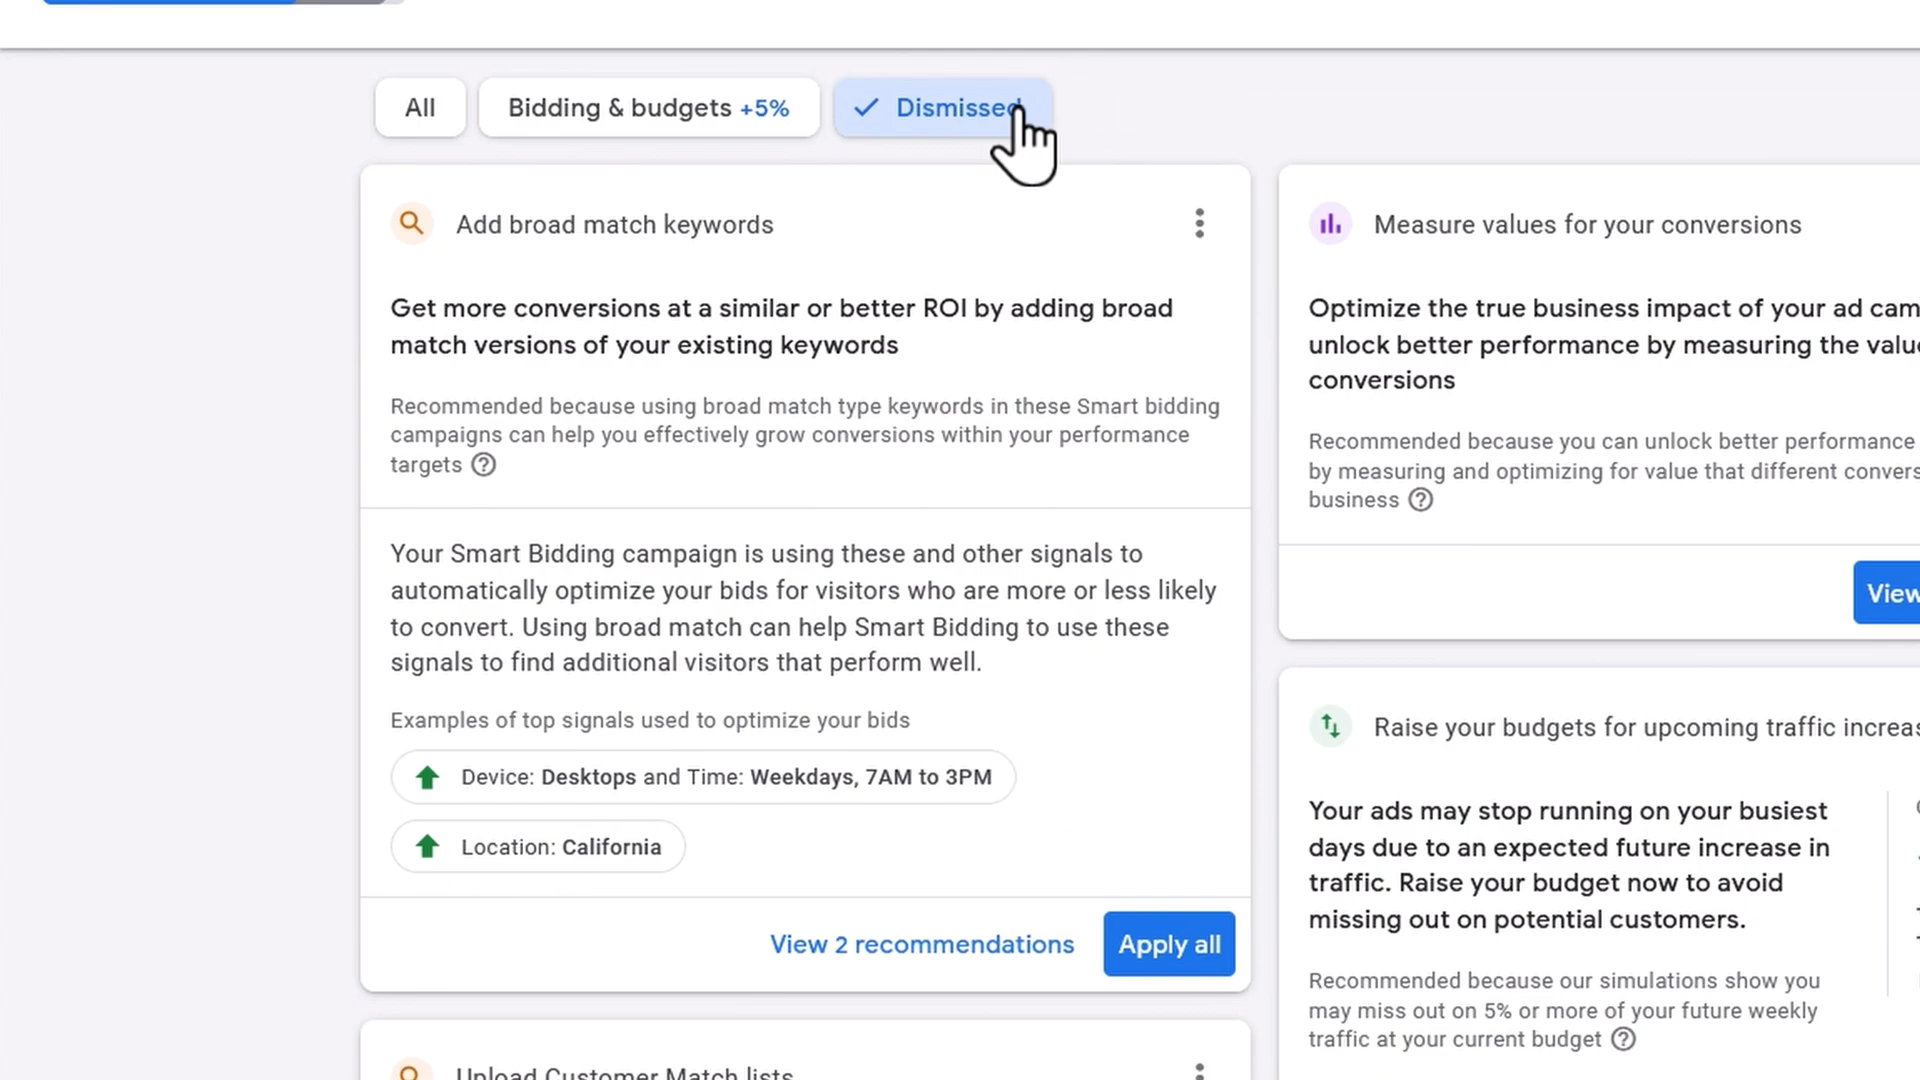 All
Bidding & budgets +5%
Dismissed
Add broad match keywords
Get more conversions at a similar or better ROI by adding broad
match versions of your existing keywords
Recommended because using broad match type keywords in these Smart bidding
campaigns can help you effectively grow conversions within your performance
targets
Your Smart Bidding campaign is using these and other signals to
automatically optimize your bids for visitors who are more or less likely
to convert. Using broad match can help Smart Bidding to use these
signals to find additional visitors that perform well.
Examples of top signals used to optimize your bids
Device: Desktops and Time: Weekdays, 7AM to 3PM
Location: California
View 2 recommendations
Apply all
Upload Customer Match lists
Measure values for your conversions
Optimize the true business impact of your ad
unlock better performance by measuring the
conversions
Recommended because you can unlock better performance
by measuring and optimizing for value that different
business
View
Raise your budgets for upcoming traffic
Your ads may stop running on your busiest
days due to an expected future increase in
traffic. Raise your budget now to avoid
missing out on potential customers.
Recommended because our simulations show you
may miss out on 5% or more of your future weekly
traffic at your current budget